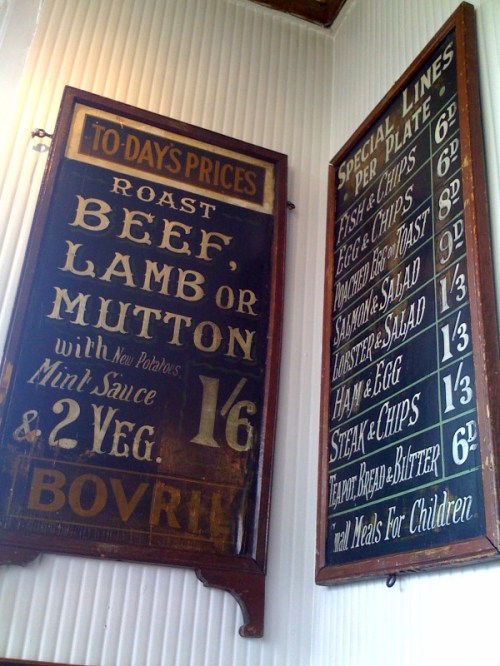 TO-DAY'S PRICES
ROAST
BEEF,
LAMB OR
MUTTON
with New Potatoes,
Mint Sauce
& 2 VEG.
1/6
BOVRIL
SPECIAL LINES
PER PLATE.
FISH & CHIPS 6D
EGG & CHIPS 6D
POACHED EGG ON TOAST 8D
SALMON & SALAD 9D
LOBSTER & SALAD 1/3
HAM & EGG 1/3
STEAK & CHIPS 1/3
TEAPOT, BREAD & BUTTER 6D
Small Meals For Children